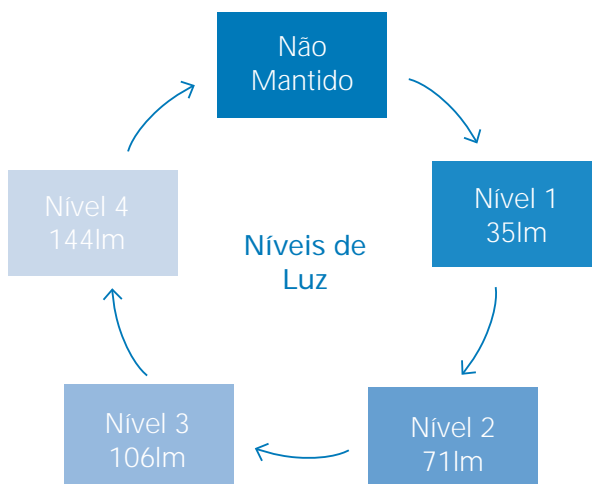 Não
Mantido
Nível 1
35lm
Nível 2
71lm
Nível 3
106lm
Nível 4
144lm
Níveis de
Luz